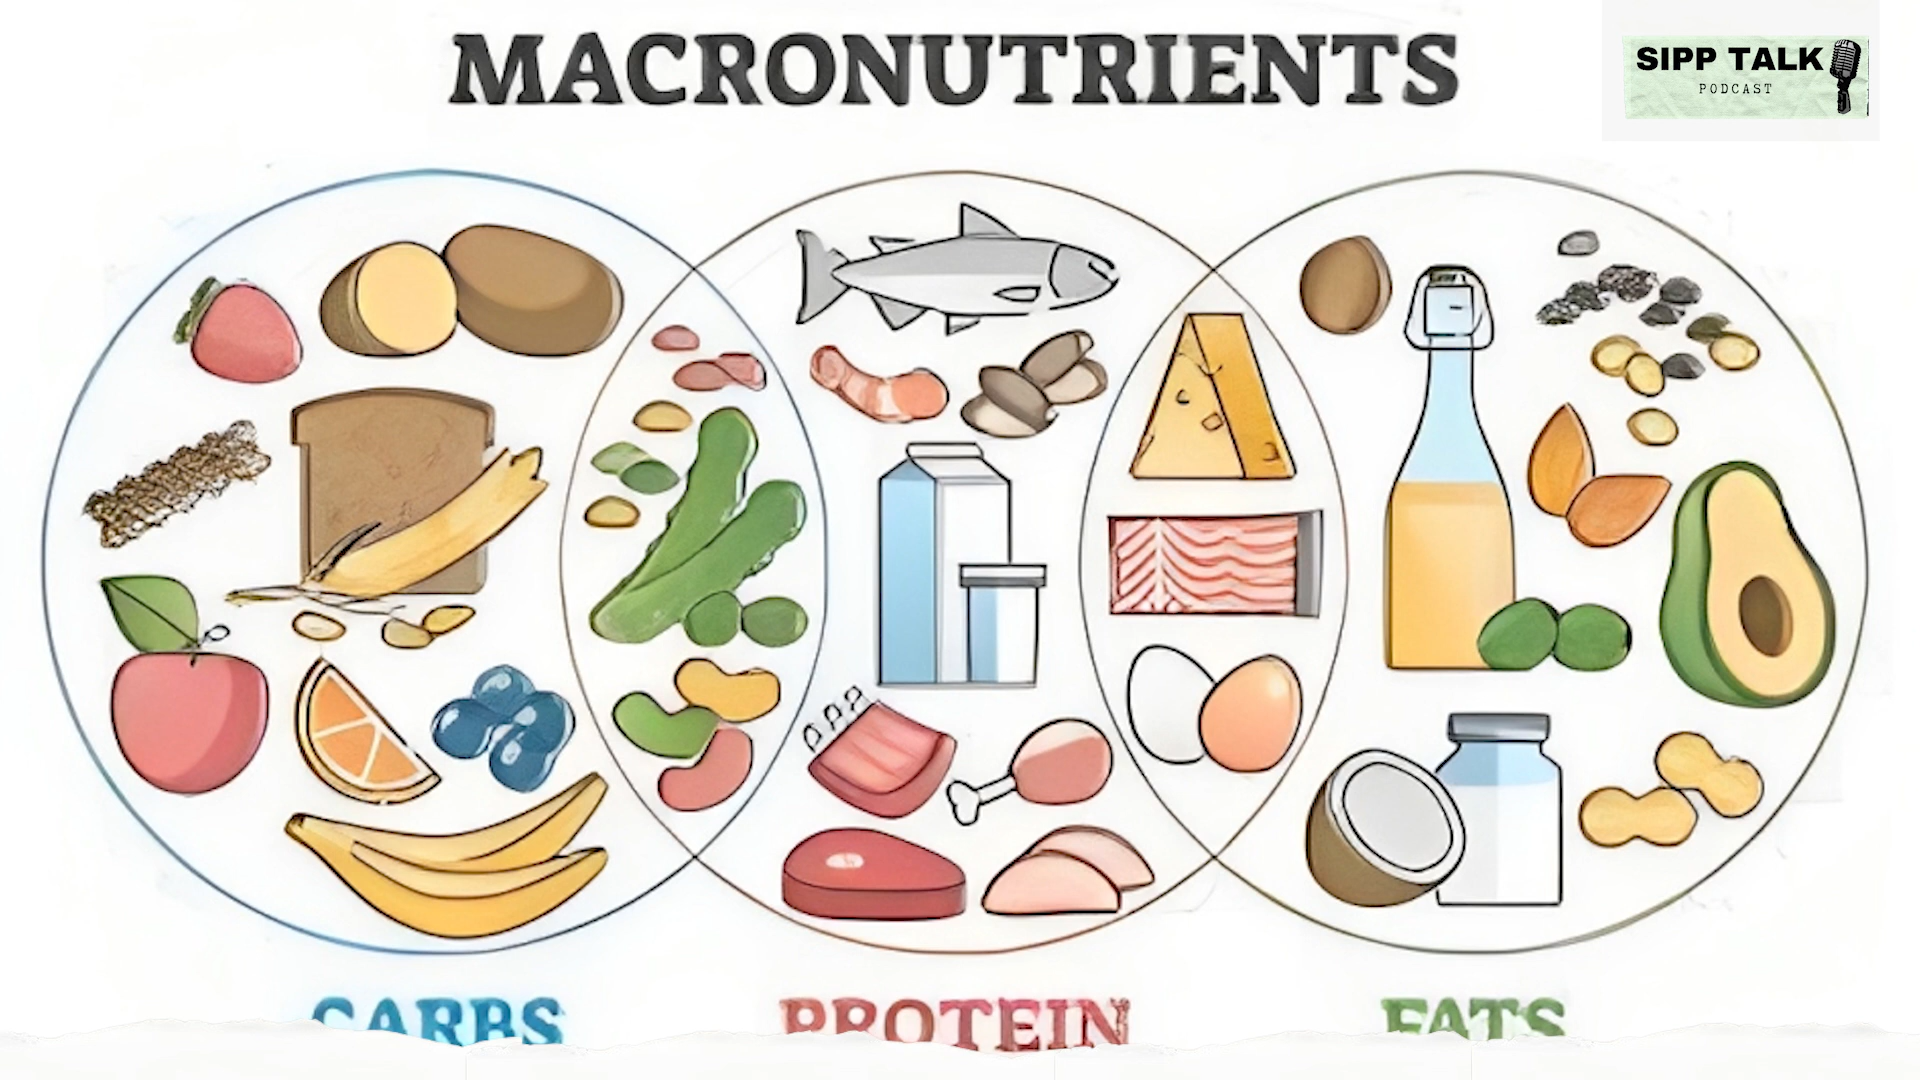 MACRONUTRIENTS
SIPP TALK
PODCAST
CARBS
PROTEIN
FATS